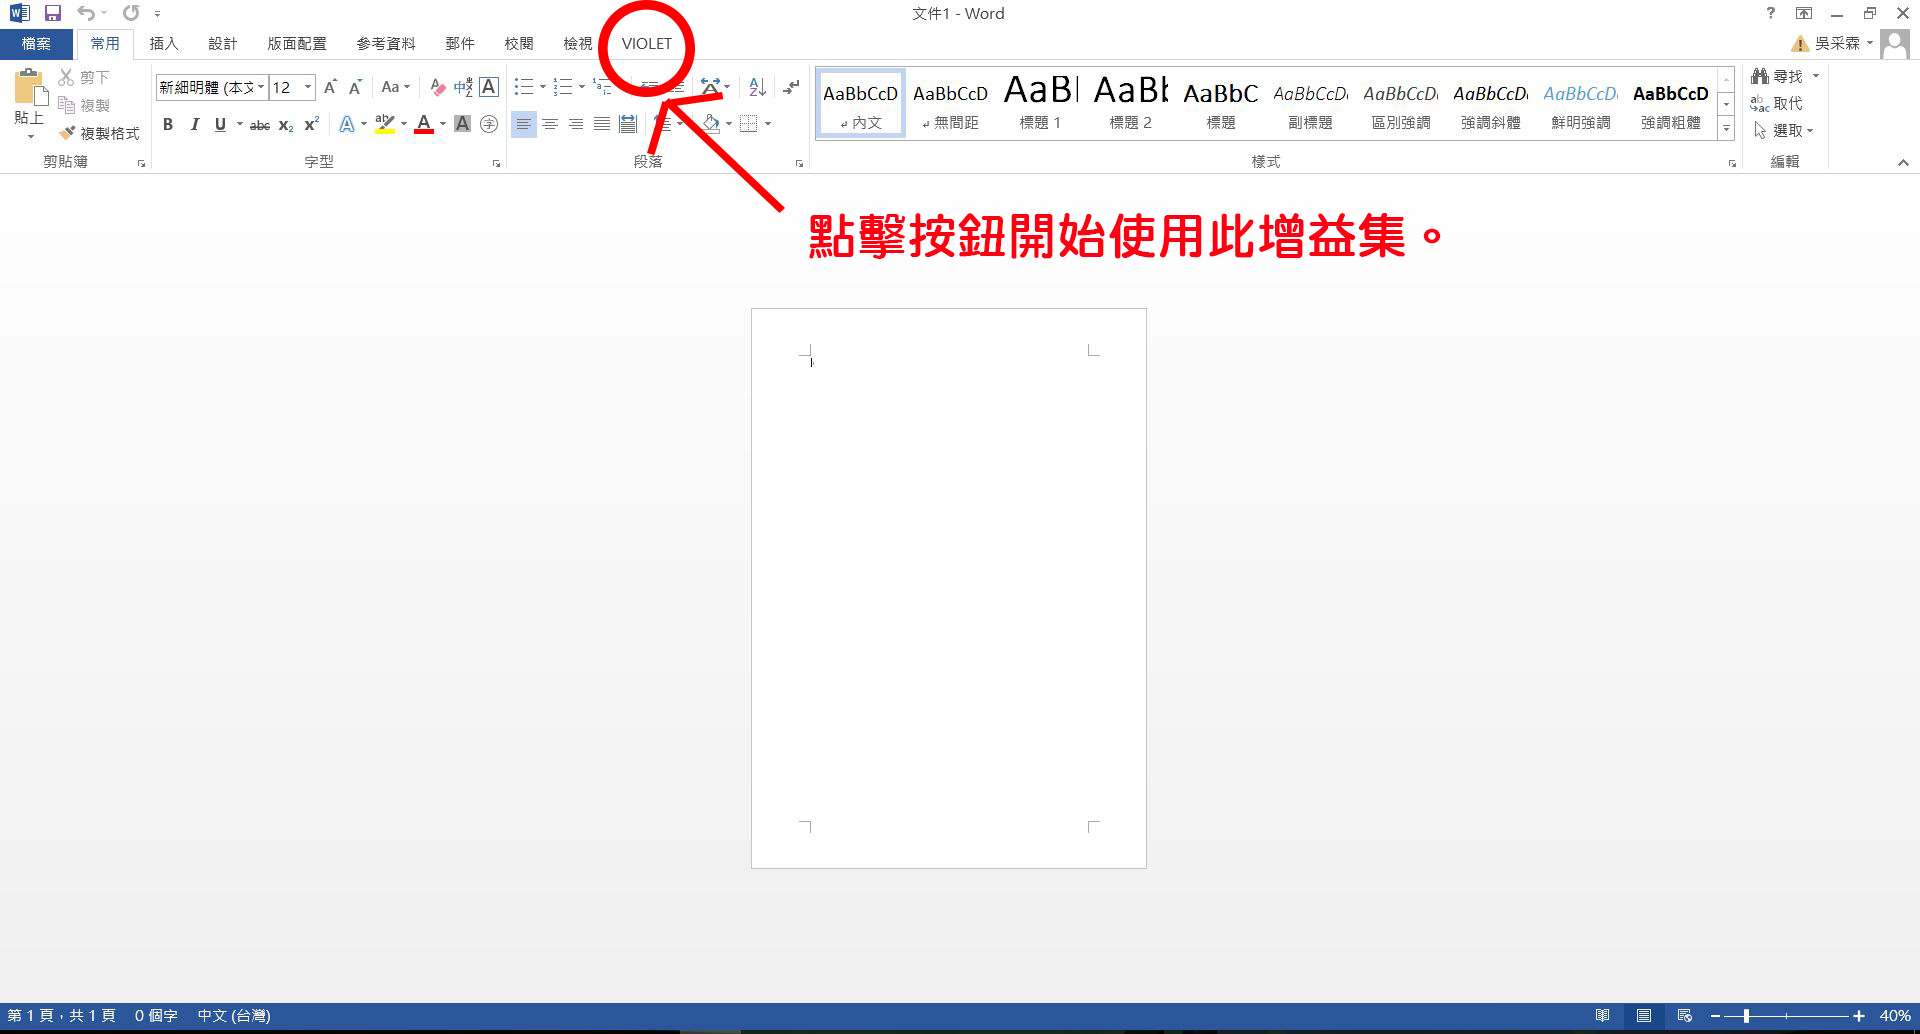 文件1 - Word
檔案 常用 插入 設計 版面配置 參考資料 郵件 校閱 檢視 VIOLET 吳采霖
貼上
剪下
複製
複製格式
剪貼簿
新細明體 (本文 12
字型
段落
AaBbCcD AaBbCcD AaB AaBb AaBbC AaBbCcD AaBbCcD AaBbCcD AaBbCcD AaBbCcD
內文 無間距 標題 1 標題 2 標題 副標題 區別強調 強調斜體 鮮明強調 強調粗體
樣式
尋找
取代
選取
編輯
點擊按鈕開始使用此增益集。
第 1 頁，共 1 頁 0 個字 中文 (台灣) 40%